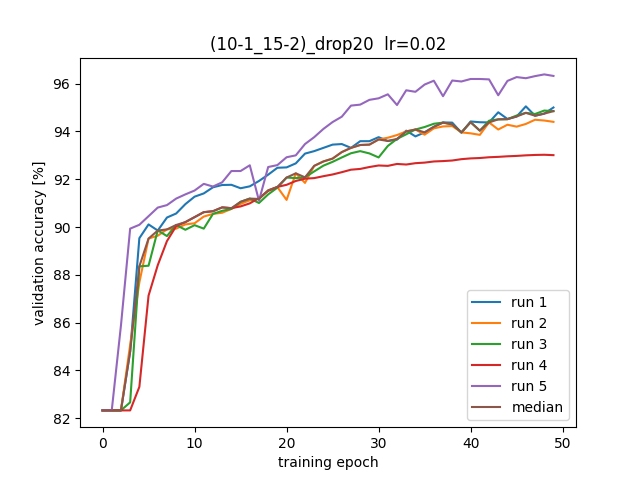 (10-1_15-2)_drop20  lr=0.02
validation accuracy [%]
96
94
92
90
88
86
84
82
0
10
20
30
40
50
training epoch
run 1
run 2
run 3
run 4
run 5
median